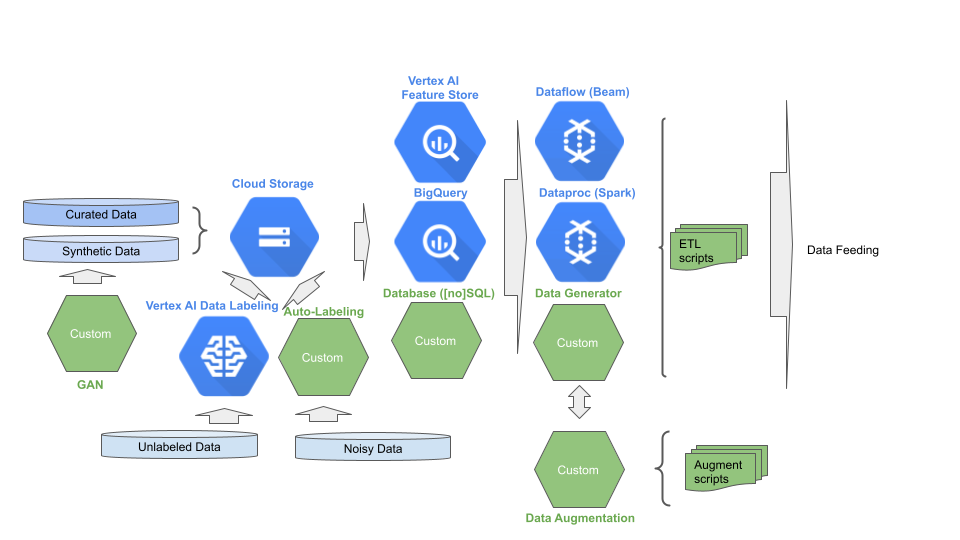 Vertex AI
Feature Store
Dataflow (Beam)
Cloud Storage
BigQuery
Dataproc (Spark)
Curated Data
Synthetic Data
ETL
scripts
Data Feeding
Database ([no]SQL)
Data Generator
Vertex AI Data Labeling
Auto-Labeling
Custom
Custom
Custom
Custom
GAN
Unlabeled Data
Noisy Data
Custom
Augment
scripts
Data Augmentation